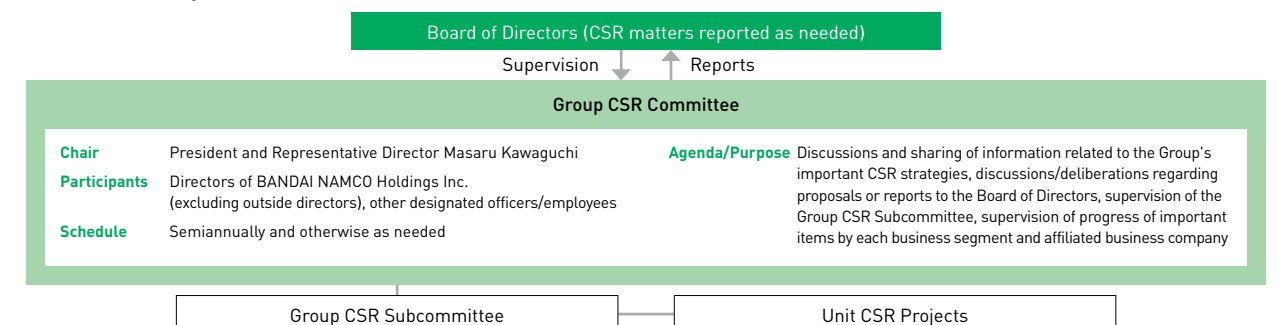 Board of Directors (CSR matters reported as needed)
Supervision
Reports
Group CSR Committee
Chair President and Representative Director Masaru Kawaguchi
Participants Directors of BANDAI NAMCO Holdings Inc.
(excluding outside directors), other designated officers/employees
Schedule Semiannually and otherwise as needed
Agenda/Purpose Discussions and sharing of information related to the Group's
important CSR strategies, discussions/deliberations regarding
proposals or reports to the Board of Directors, supervision of the
Group CSR Subcommittee, supervision of progress of important
items by each business segment and affiliated business company
Group CSR Subcommittee
Unit CSR Projects